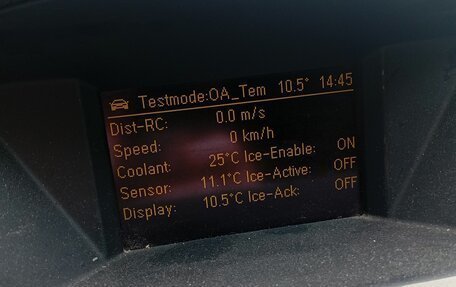 Testmode:OA_Tem 10.5° 14:45
Dist-RC: 0.0 m/s
Speed: 0 km/h
Coolant: 25°C Ice-Enable: ON
Sensor: 11.1°C Ice-Active: OFF
Display: 10.5°C Ice-Ack: OFF